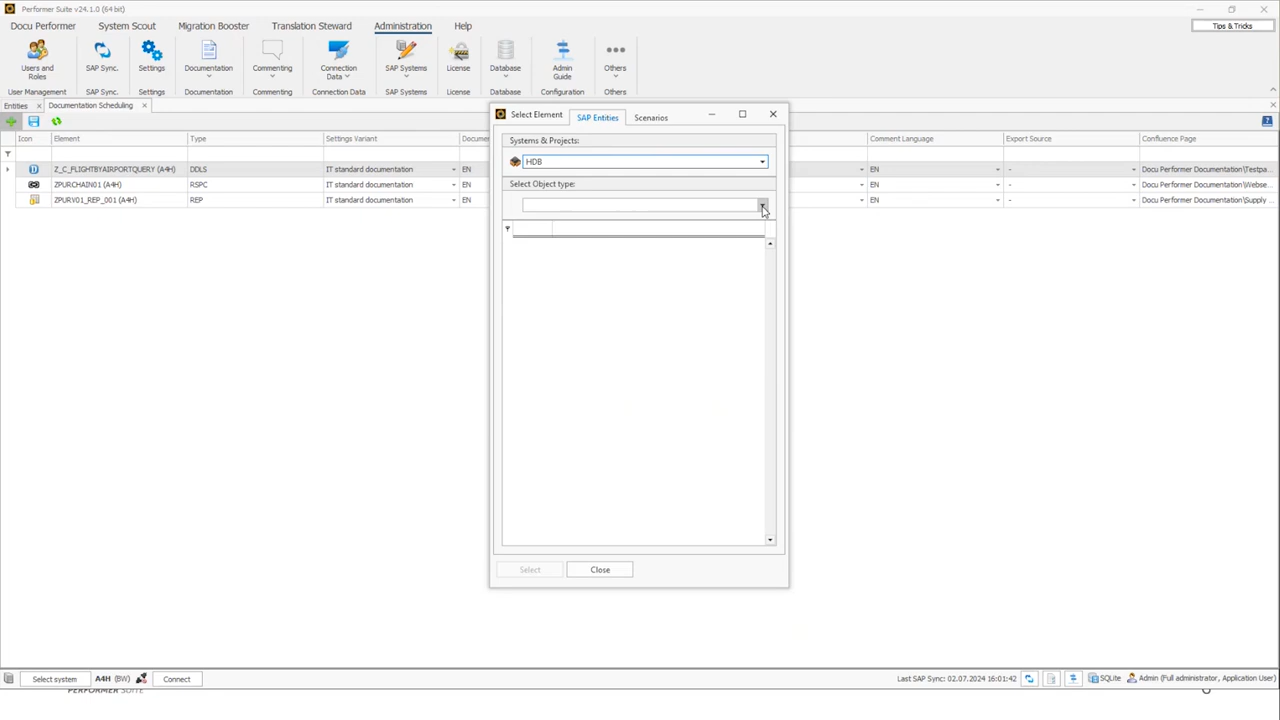 Performer Suite v24.1.0 (64 bit)
Docu Performer System Scout Migration Booster Translation Steward Administration Help Tips & Tricks
Users and Roles SAP Sync. Settings Documentation Commenting Connection Data SAP Systems License Database Admin Guide Others
User Management SAP Sync. Settings Documentation Commenting Connection Data SAP Systems License Database Configuration Others
Entities Documentation Scheduling
Select Element SAP Entities Scenarios
Icon Element Type Settings Variant Docume Comment Language Export Source Confluence Page
Systems & Projects:
HDB
Z_C_FLIGHTBYAIRPORTQUERY (A4H) DDLS IT standard documentation EN EN - Docu Performer Documentation\Testpa
ZPURCHAIN01 (A4H) RSPC IT standard documentation EN EN - Docu Performer Documentation\Webse
ZPURV01_REP_001 (A4H) REP IT standard documentation EN EN - Docu Performer Documentation\Supply
Select Object type:
Select Close
Select system A4H (BW) Connect Last SAP Sync: 02.07.2024 16:01:42 SQLite Admin (Full administrator, Application User)
PERFORMER SUITE